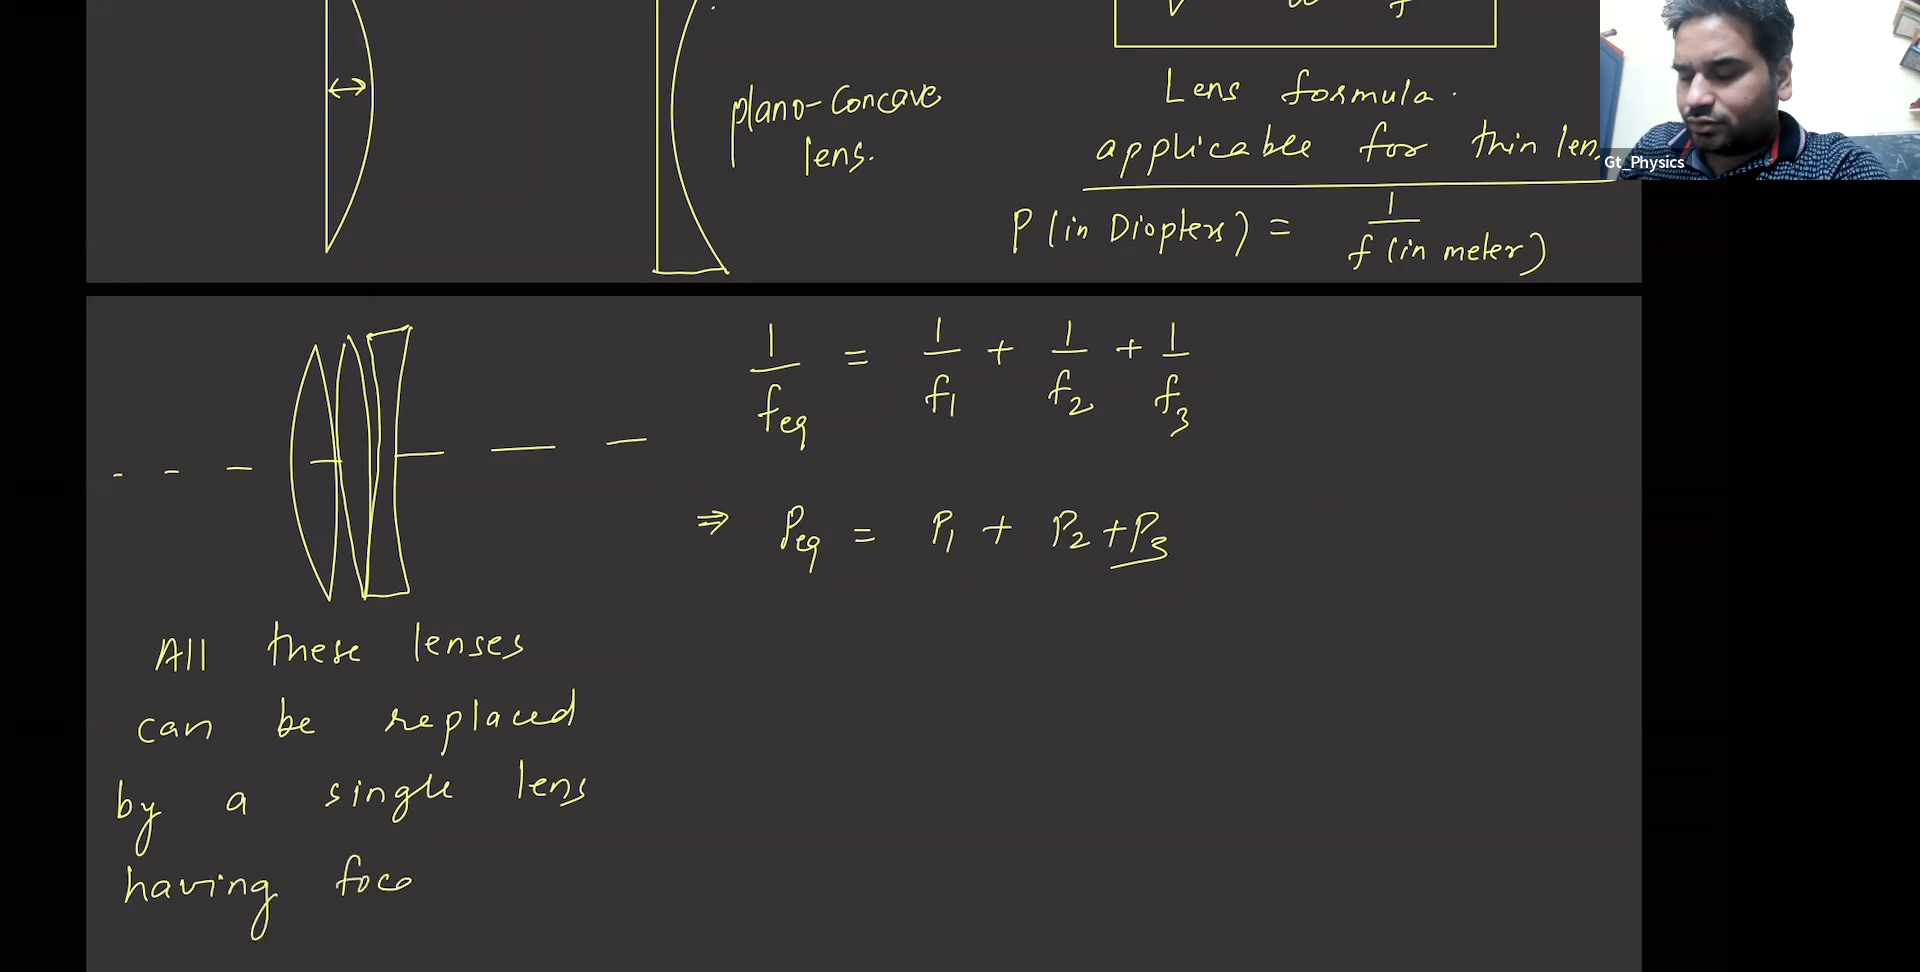 v u f
plano-Concave
lens.
Lens formula.
applicable for thin len
Gt_Physics
P (in Diopters) = 1/f (in meter)
1/feq = 1/f1 + 1/f2 + 1/f3
⇒ Peq = P1 + P2 + P3
All these lenses
can be replaced
by a single lens
having foco